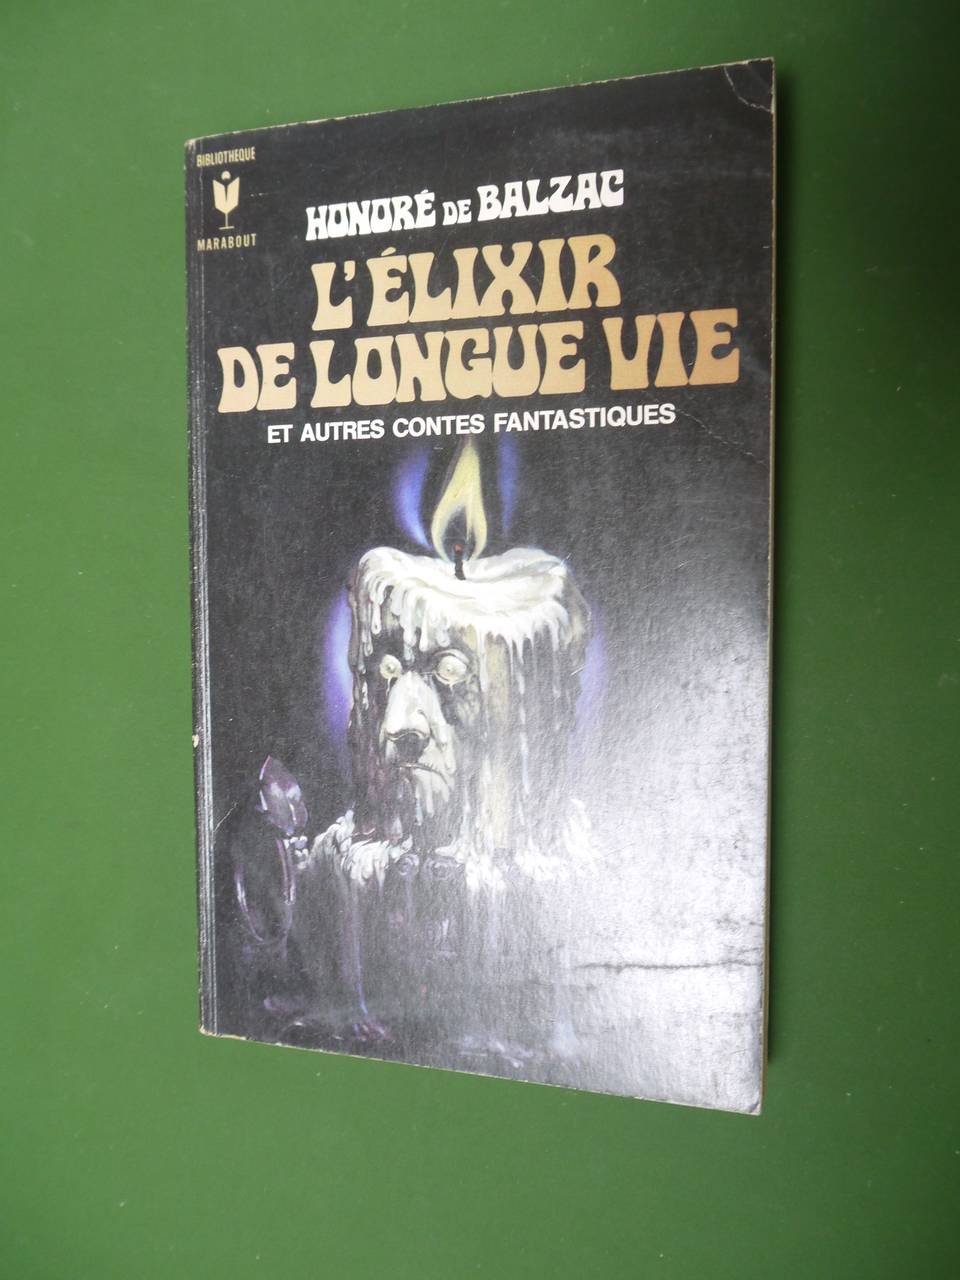 BIBLIOTHEQUE
MARABOUT
HONORÉ DE BALZAC
L'ÉLIXIR
DE LONGUE VIE
ET AUTRES CONTES FANTASTIQUES